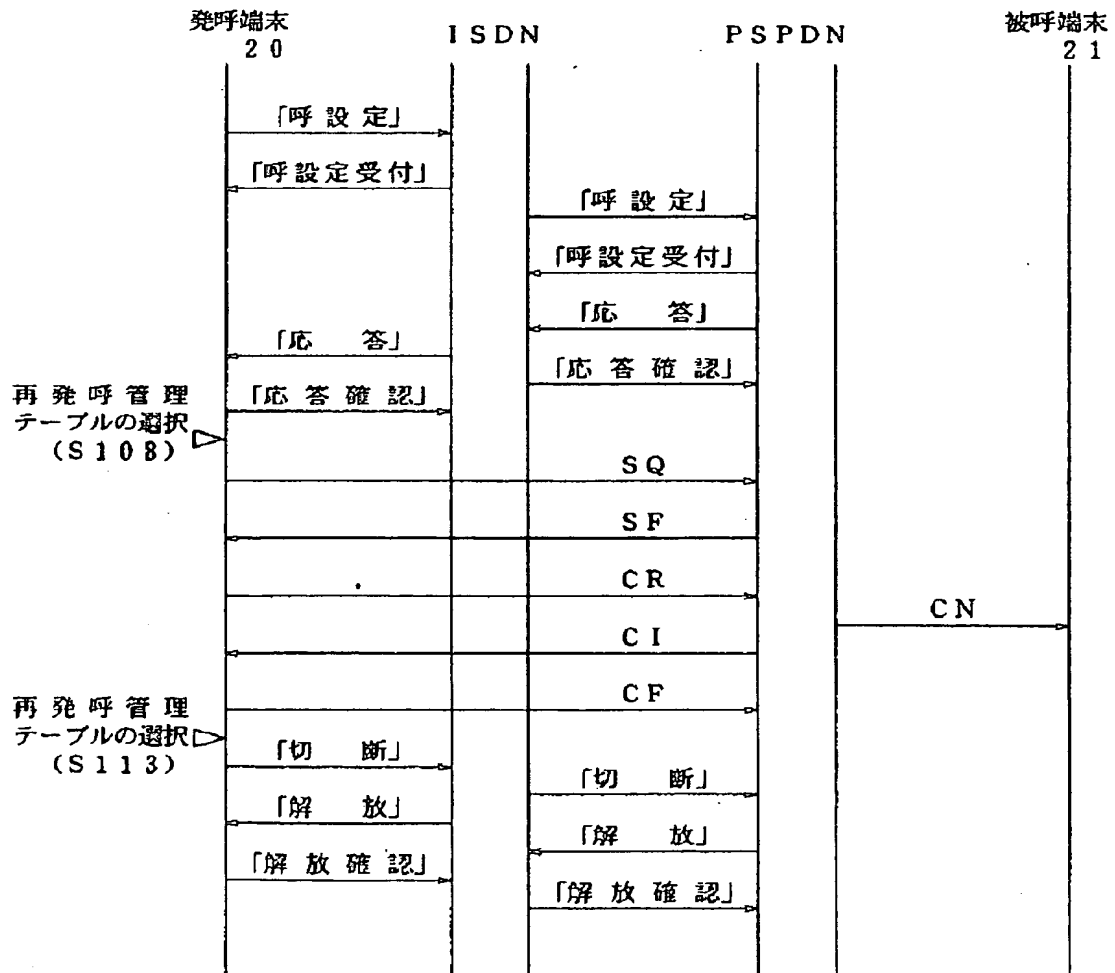 発呼端末
20
ISDN
PSPDN
被呼端末
21
「呼設定」
「呼設定受付」
「呼設定」
「呼設定受付」
「応 答」
「応 答」
「応答確認」
再発呼管理
テーブルの選択
(S108)
「応答確認」
SQ
SF
CR
CN
CI
CF
再発呼管理
テーブルの選択
(S113)
「切 断」
「切 断」
「解 放」
「解 放」
「解放確認」
「解放確認」